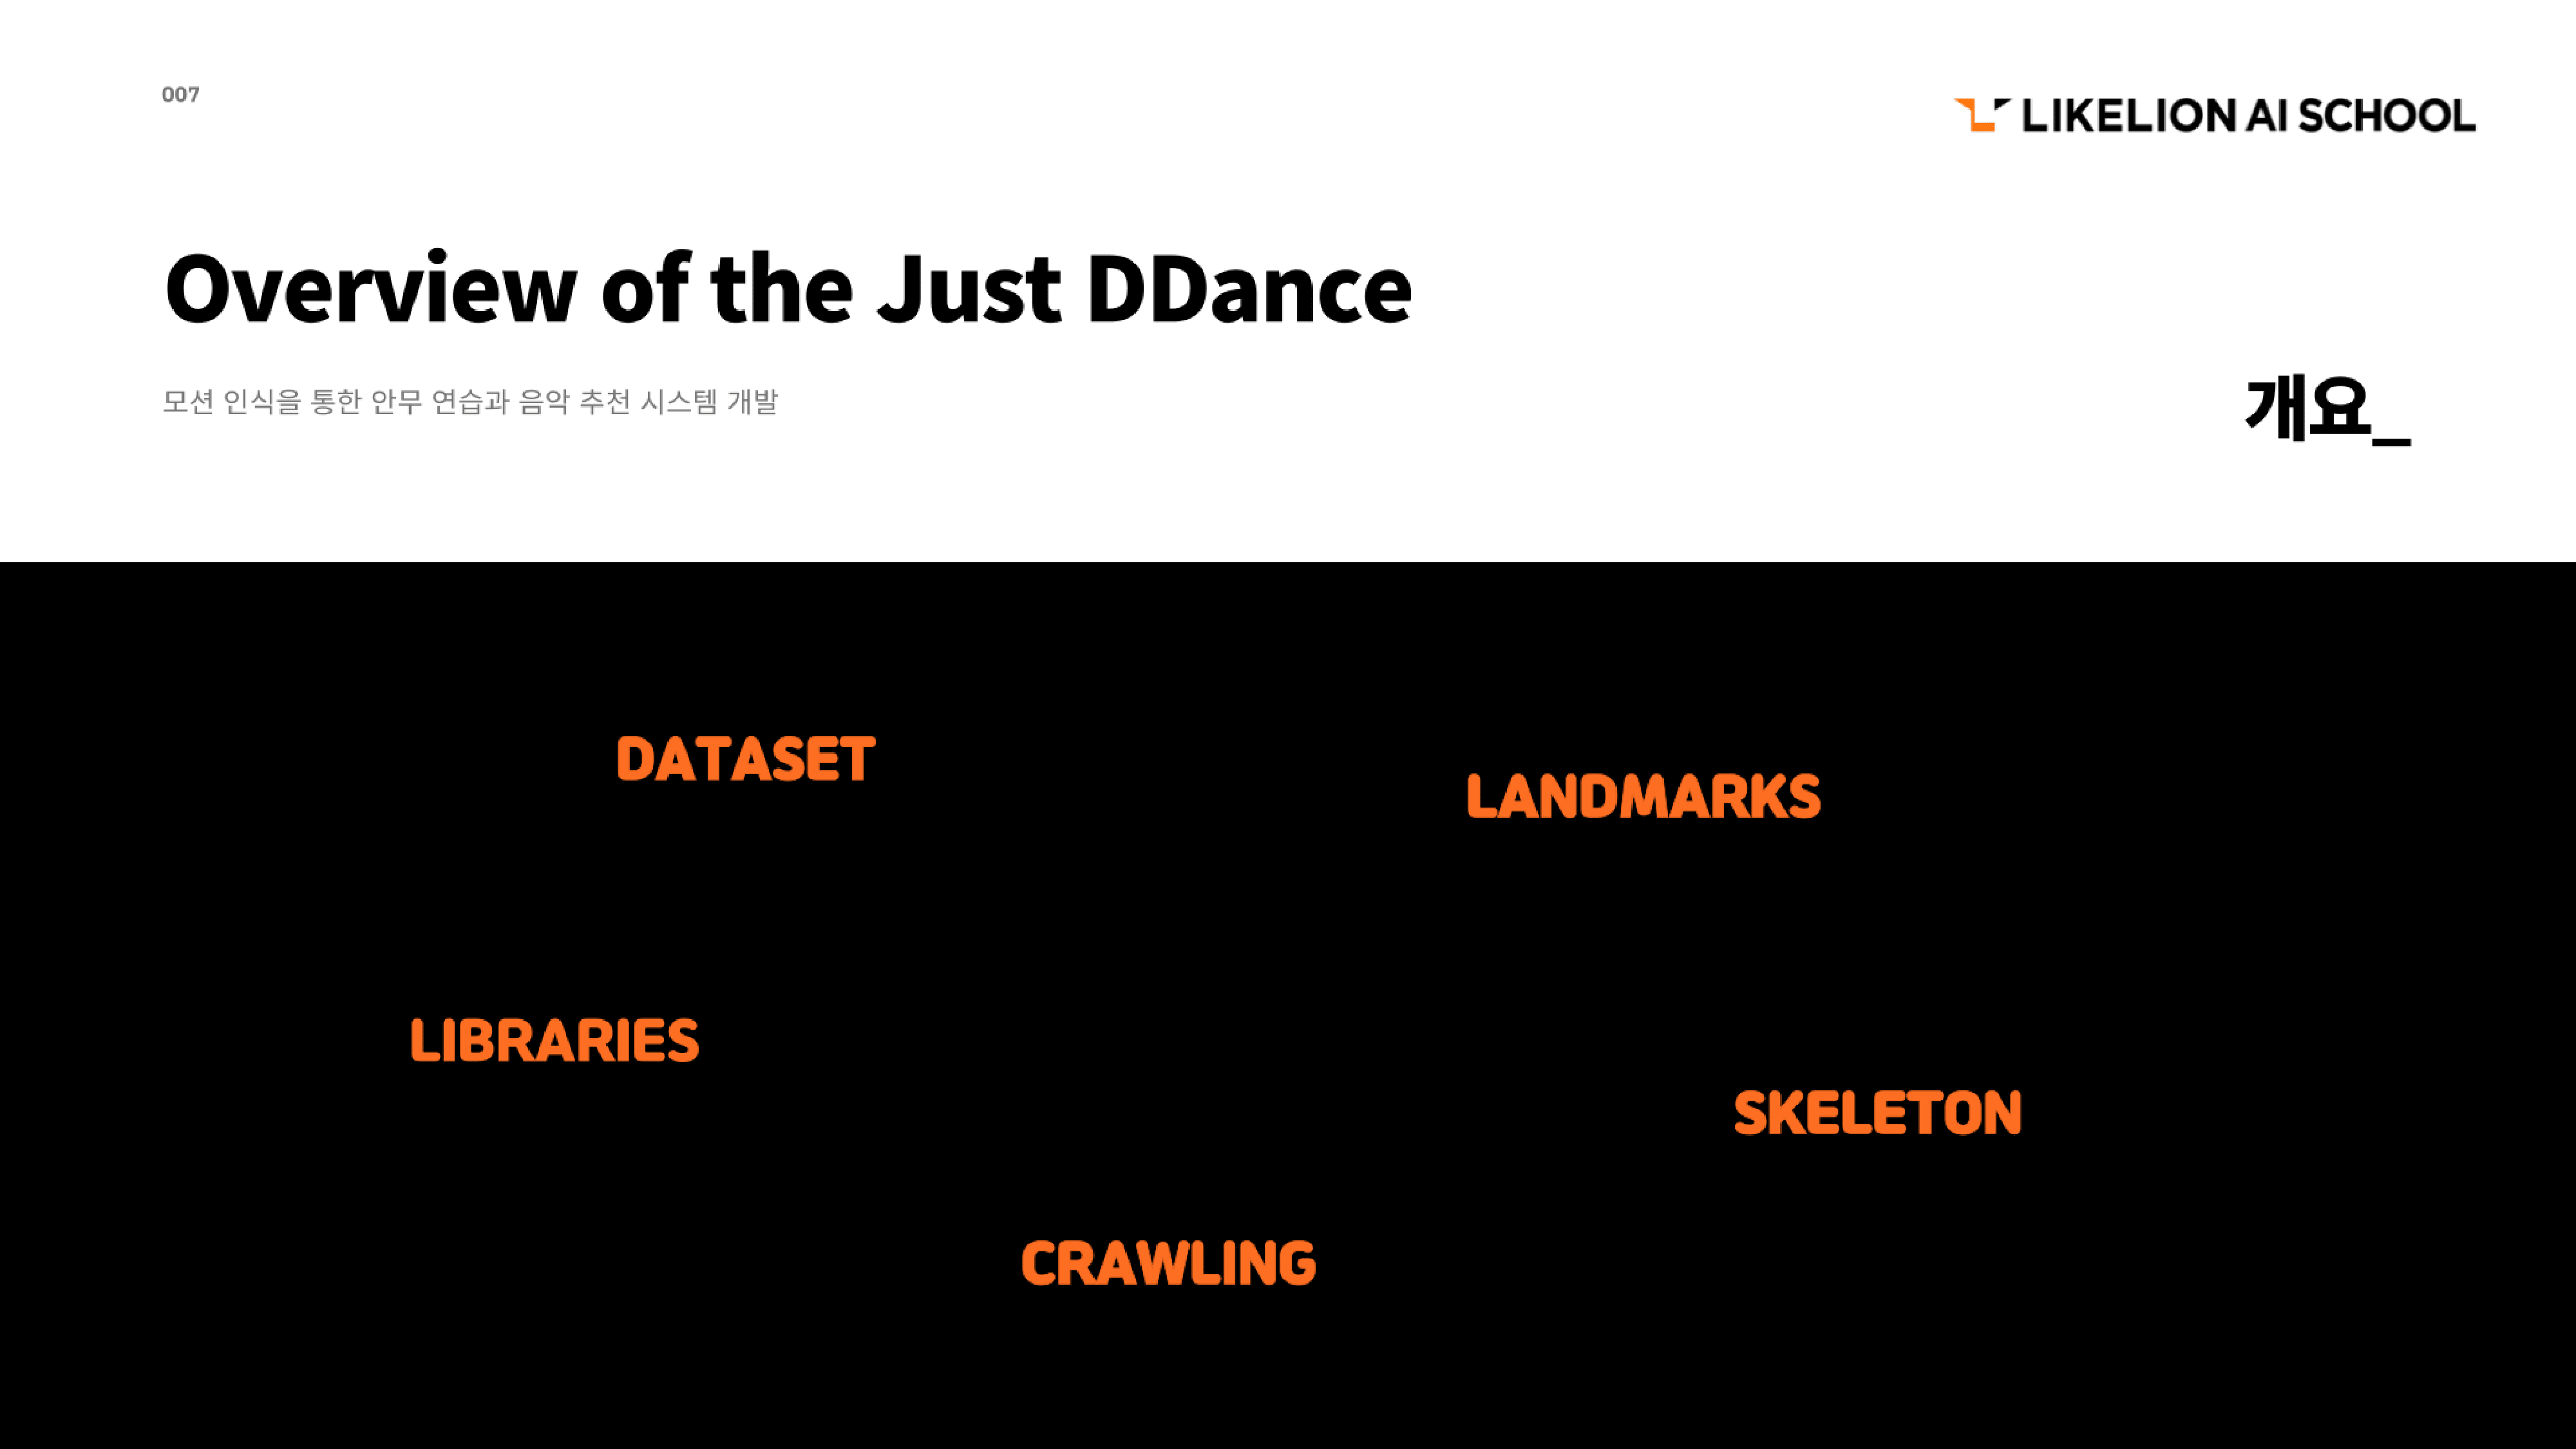 007
LIKELION AI SCHOOL
Overview of the Just DDance
모션 인식을 통한 안무 연습과 음악 추천 시스템 개발
개요_
DATASET
LANDMARKS
LIBRARIES
SKELETON
CRAWLING